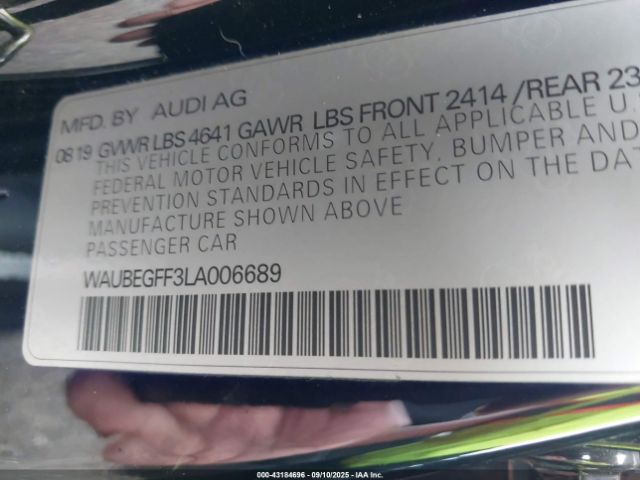 MFD. BY AUDI AG
08 19 GVWR LBS 4641 GAWR LBS FRONT 2414 /REAR 23
THIS VEHICLE CONFORMS TO ALL APPLICABLE U.
FEDERAL MOTOR VEHICLE SAFETY, BUMPER AND
PREVENTION STANDARDS IN EFFECT ON THE DAT
MANUFACTURE SHOWN ABOVE
PASSENGER CAR
WAUBEGFF3LA006689
00-43184696 - 09/10/2025 - IAA Inc.